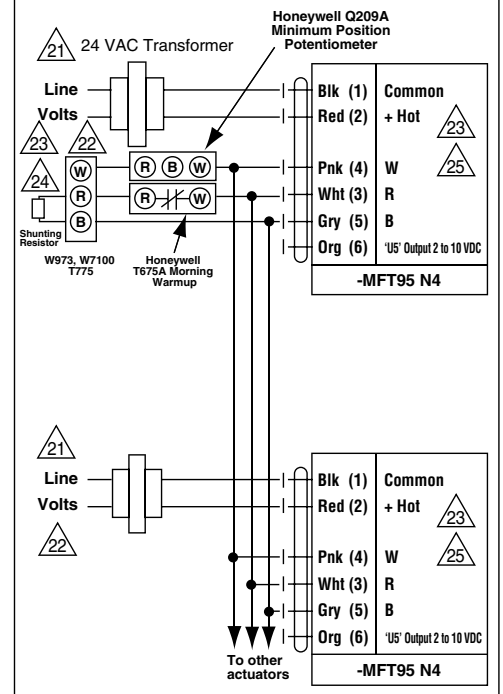 Honeywell Q209A
Minimum Position
Potentiometer
21 24 VAC Transformer
Line
Volts
Blk (1) Common
Red (2) + Hot
23
23 22
Pnk (4) W
25
24
Wht (3) R
Gry (5) B
Org (6) 'U5' Output 2 to 10 VDC
-MFT95 N4
W
R
B
R B W
R W
Shunting
Resistor
W973, W7100
T775
Honeywell
T675A Morning
Warmup
21
Line
Volts
22
Blk (1) Common
Red (2) + Hot
23
Pnk (4) W
25
Wht (3) R
Gry (5) B
Org (6) 'U5' Output 2 to 10 VDC
-MFT95 N4
To other
actuators